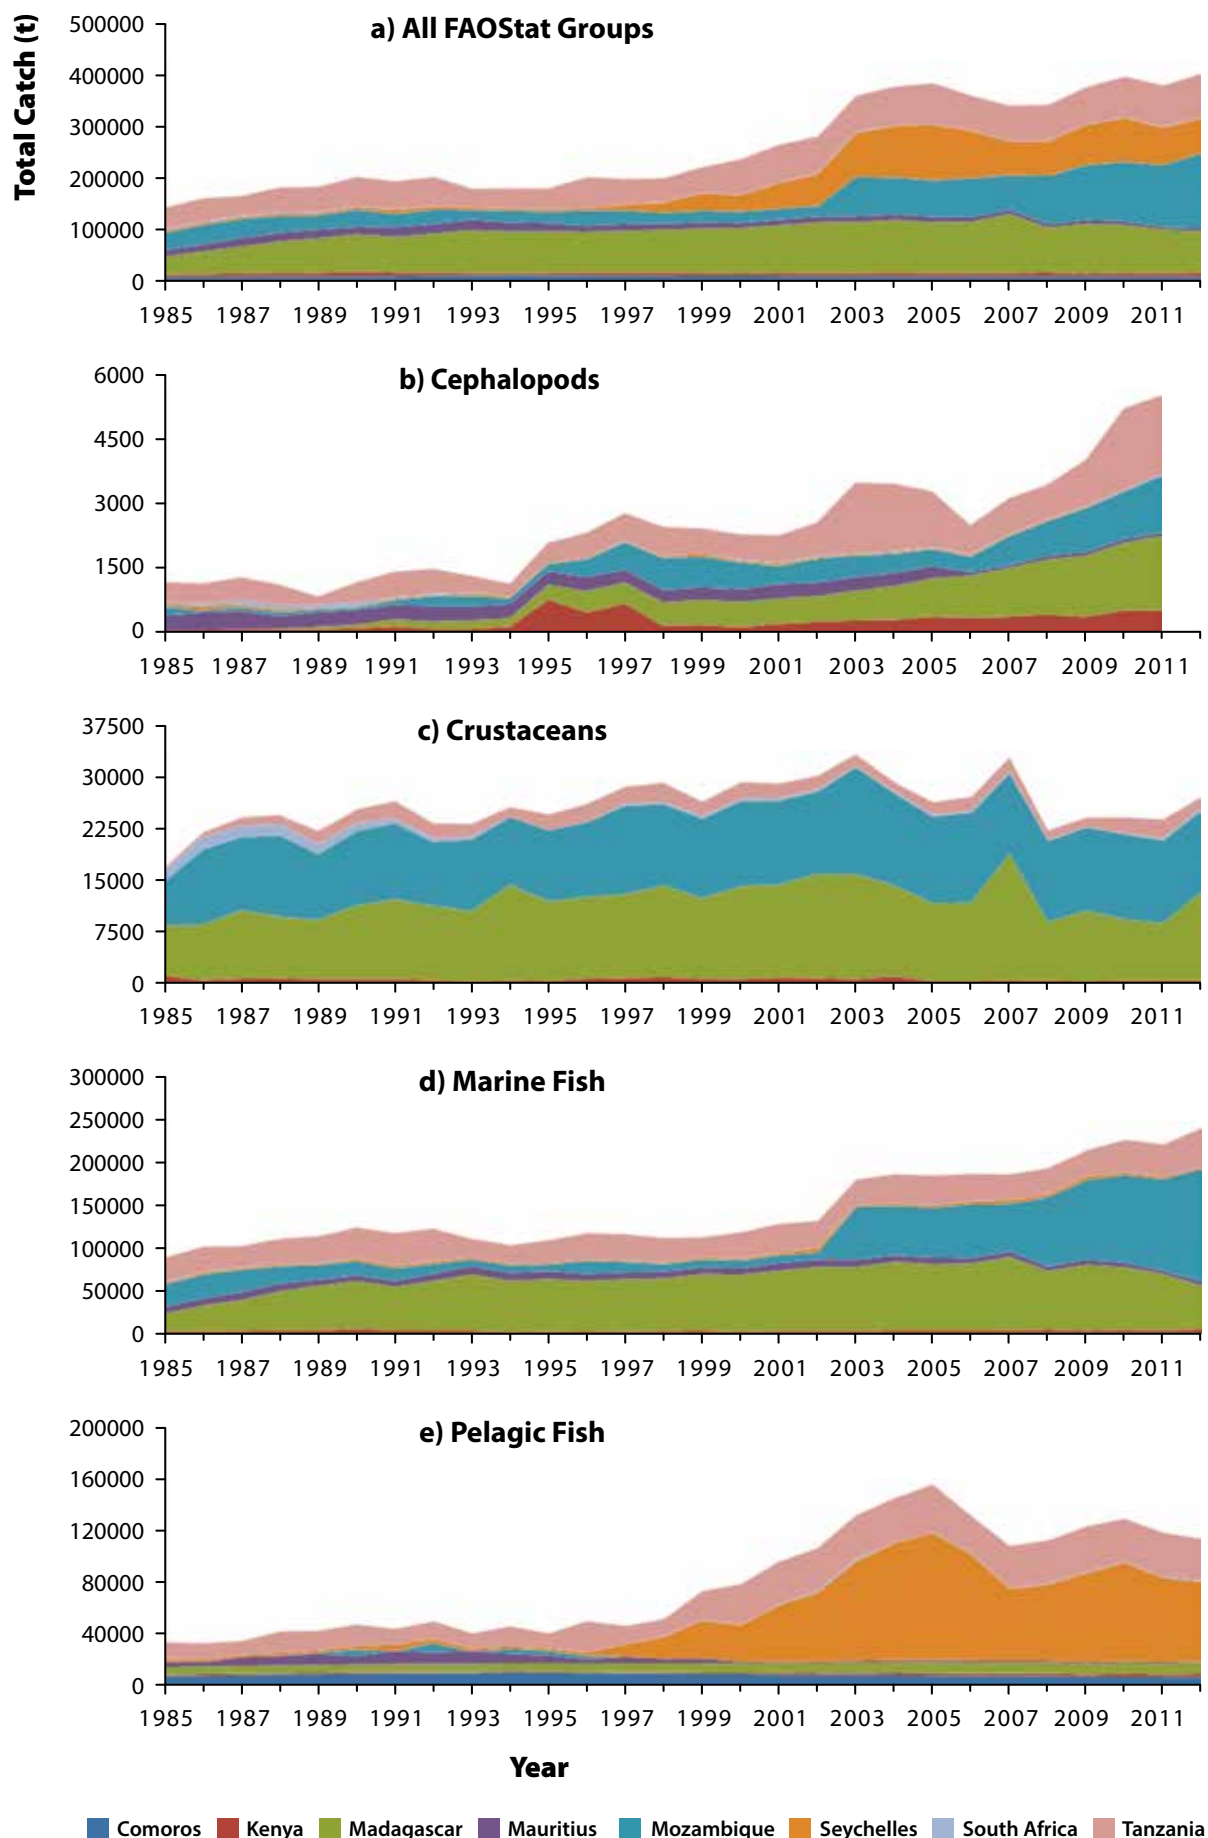 Total Catch (t)
a) All FAOStat Groups
500000
400000
300000
200000
100000
0
1985 1987 1989 1991 1993 1995 1997 1999 2001 2003 2005 2007 2009 2011
b) Cephalopods
6000
4500
3000
1500
0
1985 1987 1989 1991 1993 1995 1997 1999 2001 2003 2005 2007 2009 2011
c) Crustaceans
37500
30000
22500
15000
7500
0
1985 1987 1989 1991 1993 1995 1997 1999 2001 2003 2005 2007 2009 2011
d) Marine Fish
300000
250000
200000
150000
100000
50000
0
1985 1987 1989 1991 1993 1995 1997 1999 2001 2003 2005 2007 2009 2011
e) Pelagic Fish
200000
160000
120000
80000
40000
0
1985 1987 1989 1991 1993 1995 1997 1999 2001 2003 2005 2007 2009 2011
Year
Comoros Kenya Madagascar Mauritius Mozambique Seychelles South Africa Tanzania